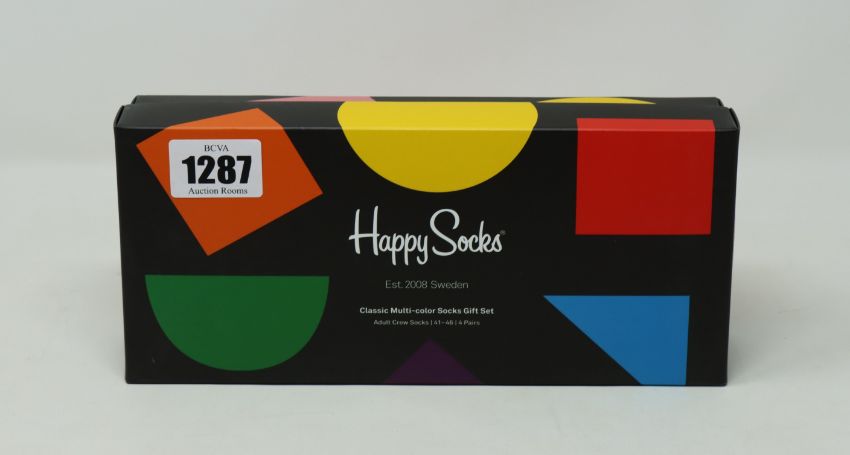 BCVA
1287
Auction Rooms
Happy Socks®
Est. 2008 Sweden
Classic Multi-color Socks Gift Set
Adult Crew Socks | 41–46 | 4 Pairs